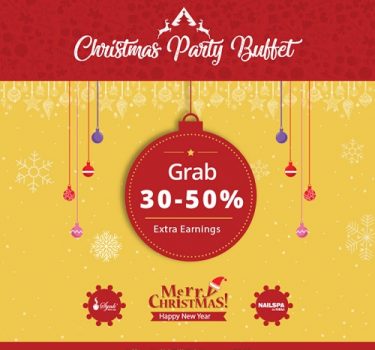 Christmas Party Buffet
Grab
30-50%
Extra Earnings
Merry
CHRISTMAS!
Happy New Year
NAILSPA